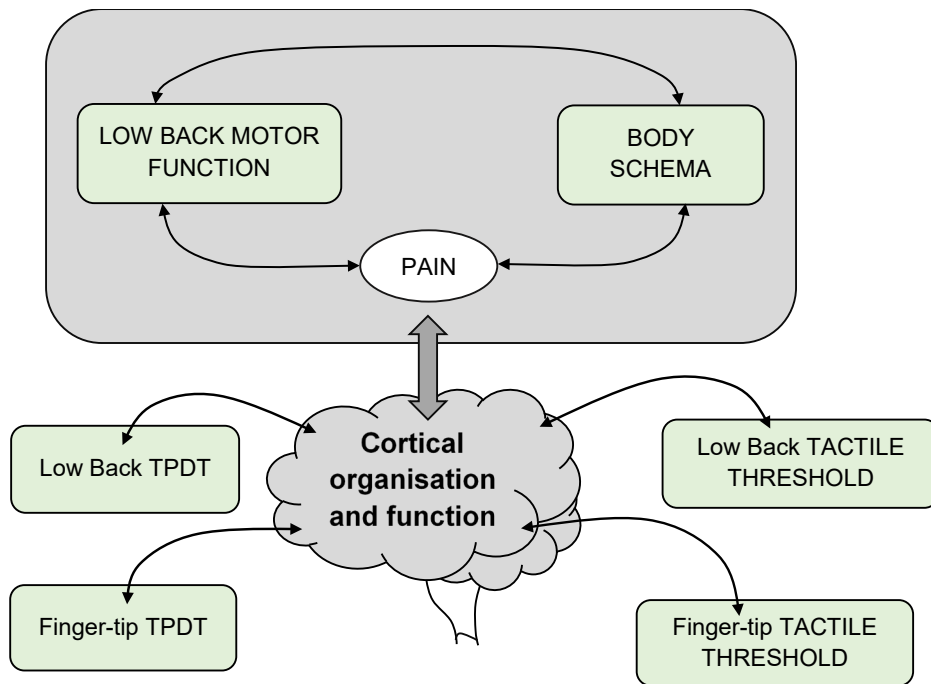 LOW BACK MOTOR
FUNCTION
BODY
SCHEMA
PAIN
Cortical
organisation
and function
Low Back TPDT
Low Back TACTILE
THRESHOLD
Finger-tip TPDT
Finger-tip TACTILE
THRESHOLD